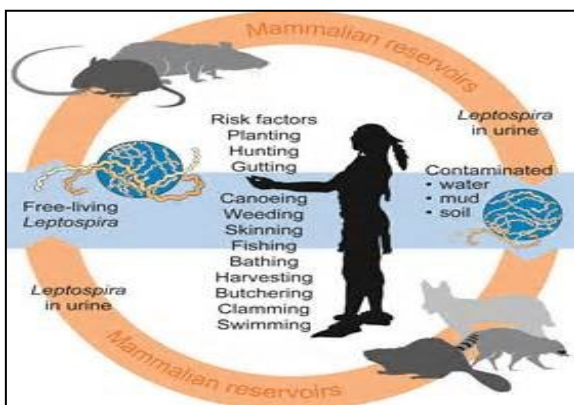 Mammalian reservoirs
Leptospira
in urine
Risk factors
Planting
Hunting
Gutting
Canoeing
Weeding
Skinning
Fishing
Bathing
Harvesting
Butchering
Clamming
Swimming
Contaminated
• water
• mud
• soil
Free-living
Leptospira
Leptospira
in urine
Mammalian reservoirs